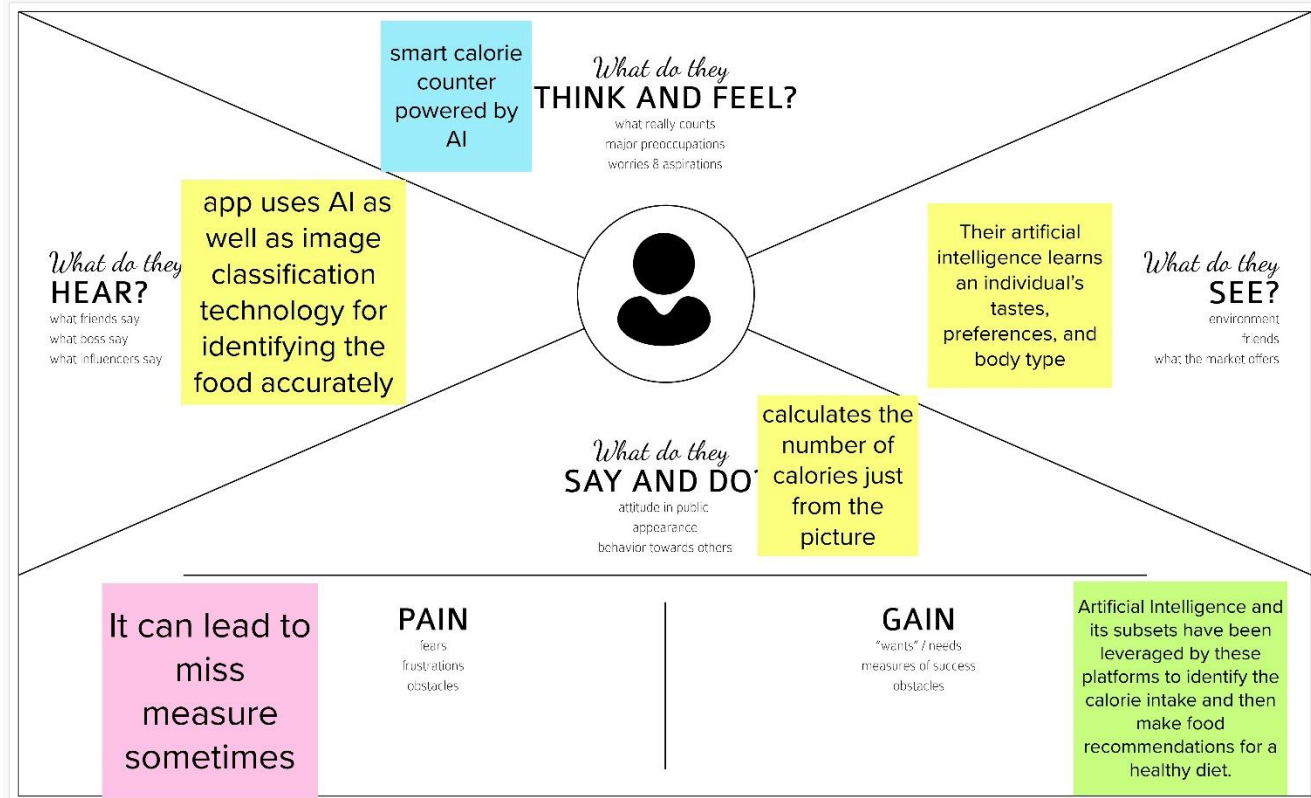 smart calorie
counter
powered by
AI
What do they
THINK AND FEEL?
what really counts
major preoccupations
worries & aspirations
What do they
HEAR?
what friends say
what boss say
what influencers say
app uses AI as
well as image
classification
technology for
identifying the
food accurately
Their artificial
intelligence learns
an individual's
tastes,
preferences, and
body type
What do they
SEE?
environment
friends
what the market offers
What do they
SAY AND DO?
attitude in public
appearance
behavior towards others
calculates the
number of
calories just
from the
picture
It can lead to
miss
measure
sometimes
PAIN
fears
frustrations
obstacles
GAIN
"wants" / needs
measures of success
obstacles
Artificial Intelligence and
its subsets have been
leveraged by these
platforms to identify the
calorie intake and then
make food
recommendations for a
healthy diet.